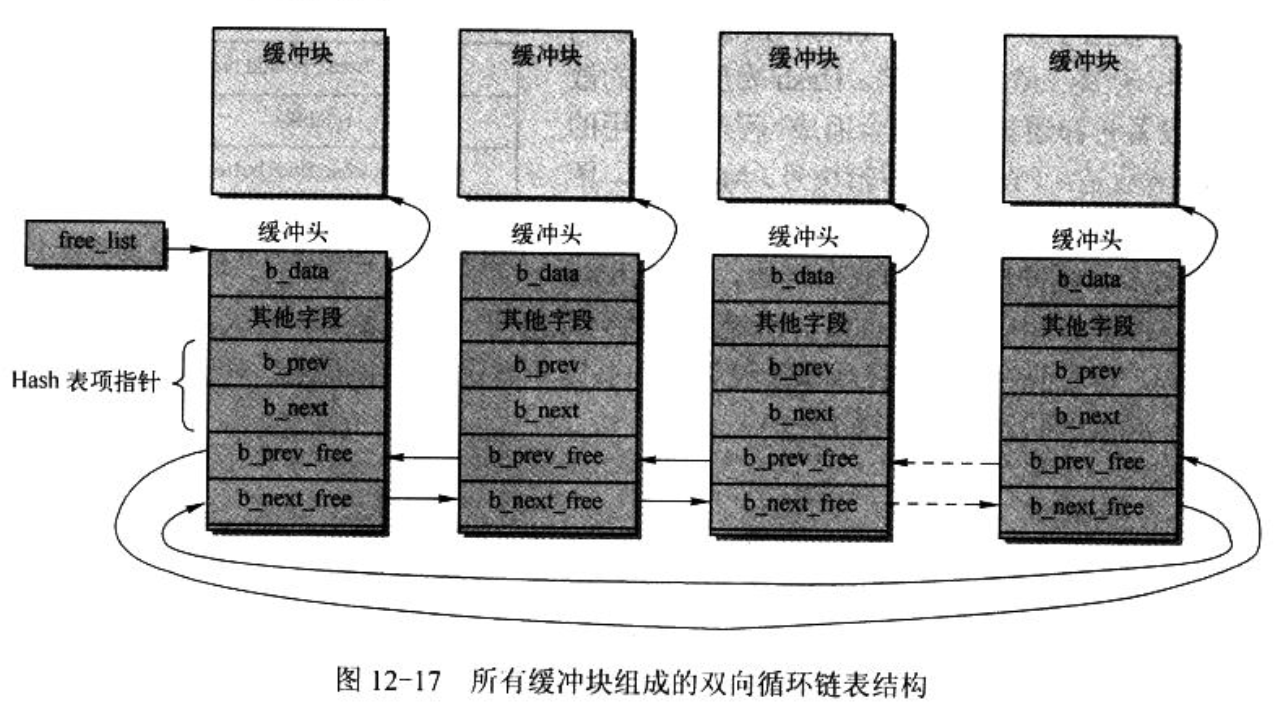 缓冲块 缓冲块 缓冲块 缓冲块
free_list
缓冲头 缓冲头 缓冲头 缓冲头
b_data b_data b_data b_data
其他字段 其他字段 其他字段 其他字段
Hash 表项指针
b_prev b_prev b_prev b_prev
b_next b_next b_next b_next
b_prev_free b_prev_free b_prev_free b_prev_free
b_next_free b_next_free b_next_free b_next_free
图 12-17 所有缓冲块组成的双向循环链表结构